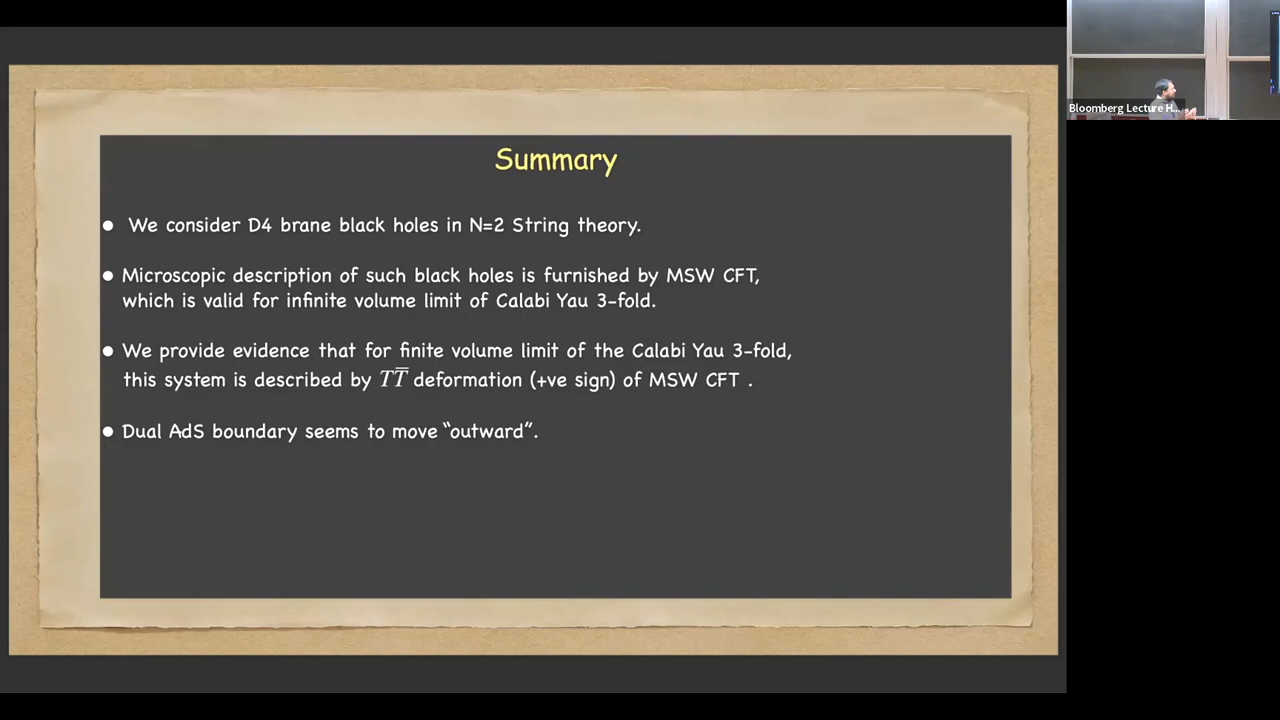 Summary
● We consider D4 brane black holes in N=2 String theory.
● Microscopic description of such black holes is furnished by MSW CFT,
which is valid for infinite volume limit of Calabi Yau 3-fold.
● We provide evidence that for finite volume limit of the Calabi Yau 3-fold,
this system is described by TT̅ deformation (+ve sign) of MSW CFT .
● Dual AdS boundary seems to move “outward”.
Bloomberg Lecture H...